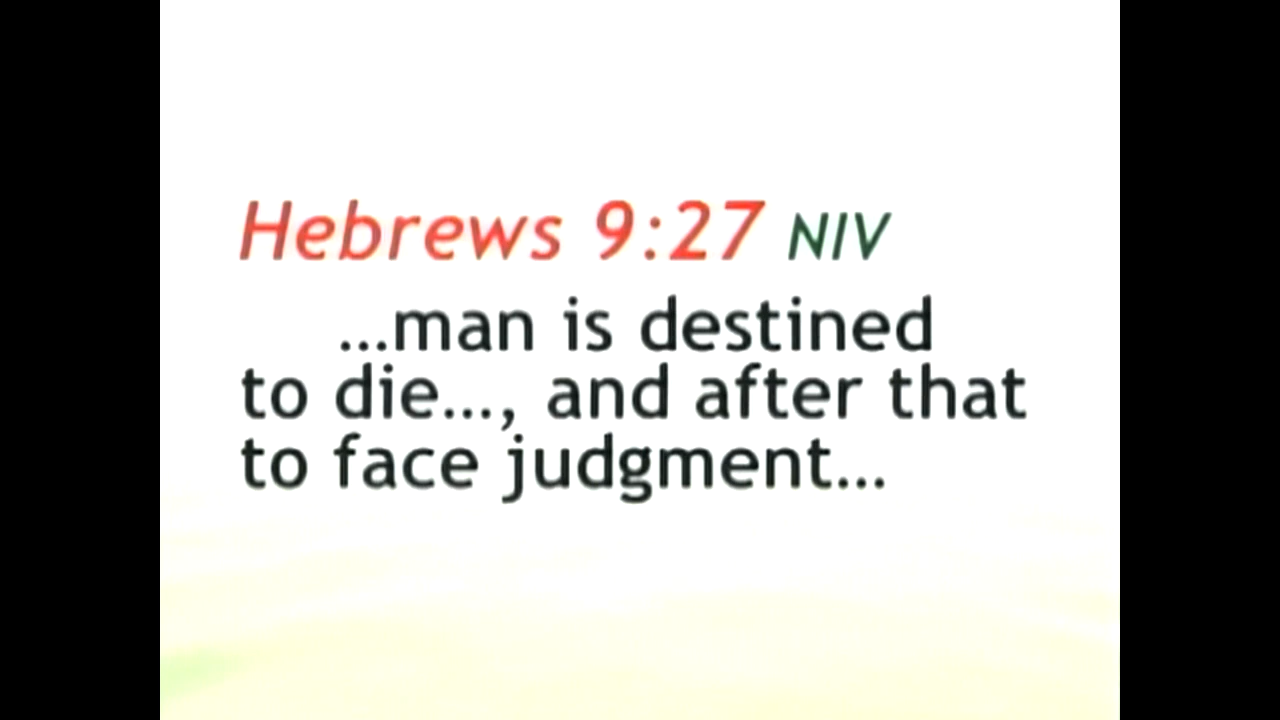 Hebrews 9:27 NIV
...man is destined
to die..., and after that
to face judgment...